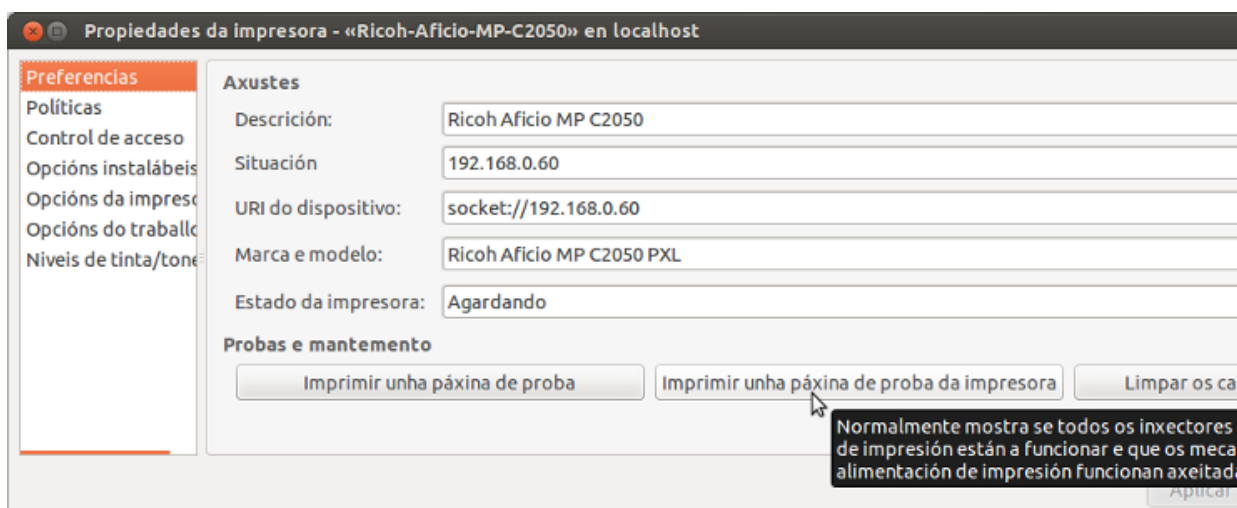 Propiedades da impresora - «Ricoh-Aficio-MP-C2050» en localhost
Preferencias
Políticas
Control de acceso
Opcións instalábeis
Opcións da impres
Opcións do traball
Niveis de tinta/tone
Axustes
Descrición: Ricoh Aficio MP C2050
Situación 192.168.0.60
URI do dispositivo: socket://192.168.0.60
Marca e modelo: Ricoh Aficio MP C2050 PXL
Estado da impresora: Agardando
Probas e mantemento
Imprimir unha páxina de proba Imprimir unha páxina de proba da impresora Limpar os ca
Normalmente mostra se todos os inxectores
de impresión están a funcionar e que os meca
alimentación de impresión funcionan axeitada
Aplicar